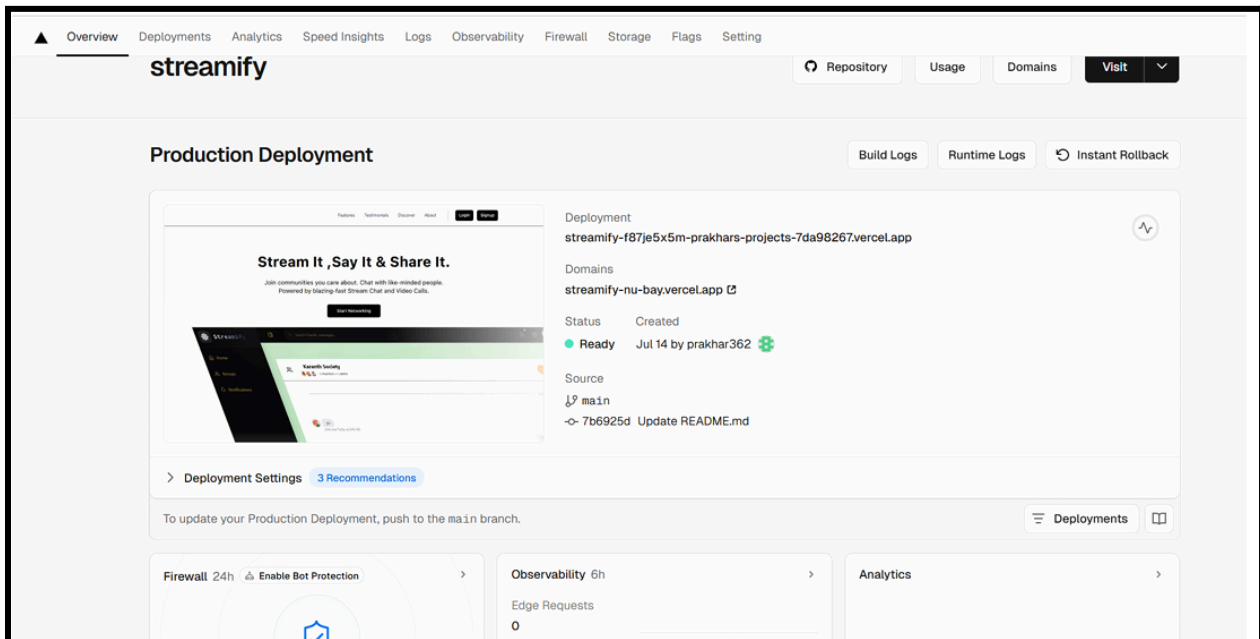 Overview Deployments Analytics Speed Insights Logs Observability Firewall Storage Flags Setting
streamify
Repository Usage Domains Visit
Production Deployment
Build Logs Runtime Logs Instant Rollback
Features Testimonials Discover About Login Signup
Stream It ,Say It & Share It.
Join communities you care about. Chat with like-minded people.
Powered by blazing-fast Stream Chat and Video Calls.
Start Networking
Streamify
Home
Groups
Notifications
Vasanth Society
Deployment
streamify-f87je5x5m-prakhars-projects-7da98267.vercel.app
Domains
streamify-nu-bay.vercel.app
Status Created
Ready Jul 14 by prakhar362
Source
main
7b6925d Update README.md
Deployment Settings 3 Recommendations
To update your Production Deployment, push to the main branch.
Deployments
Firewall 24h Enable Bot Protection
Observability 6h
Edge Requests
0
Analytics